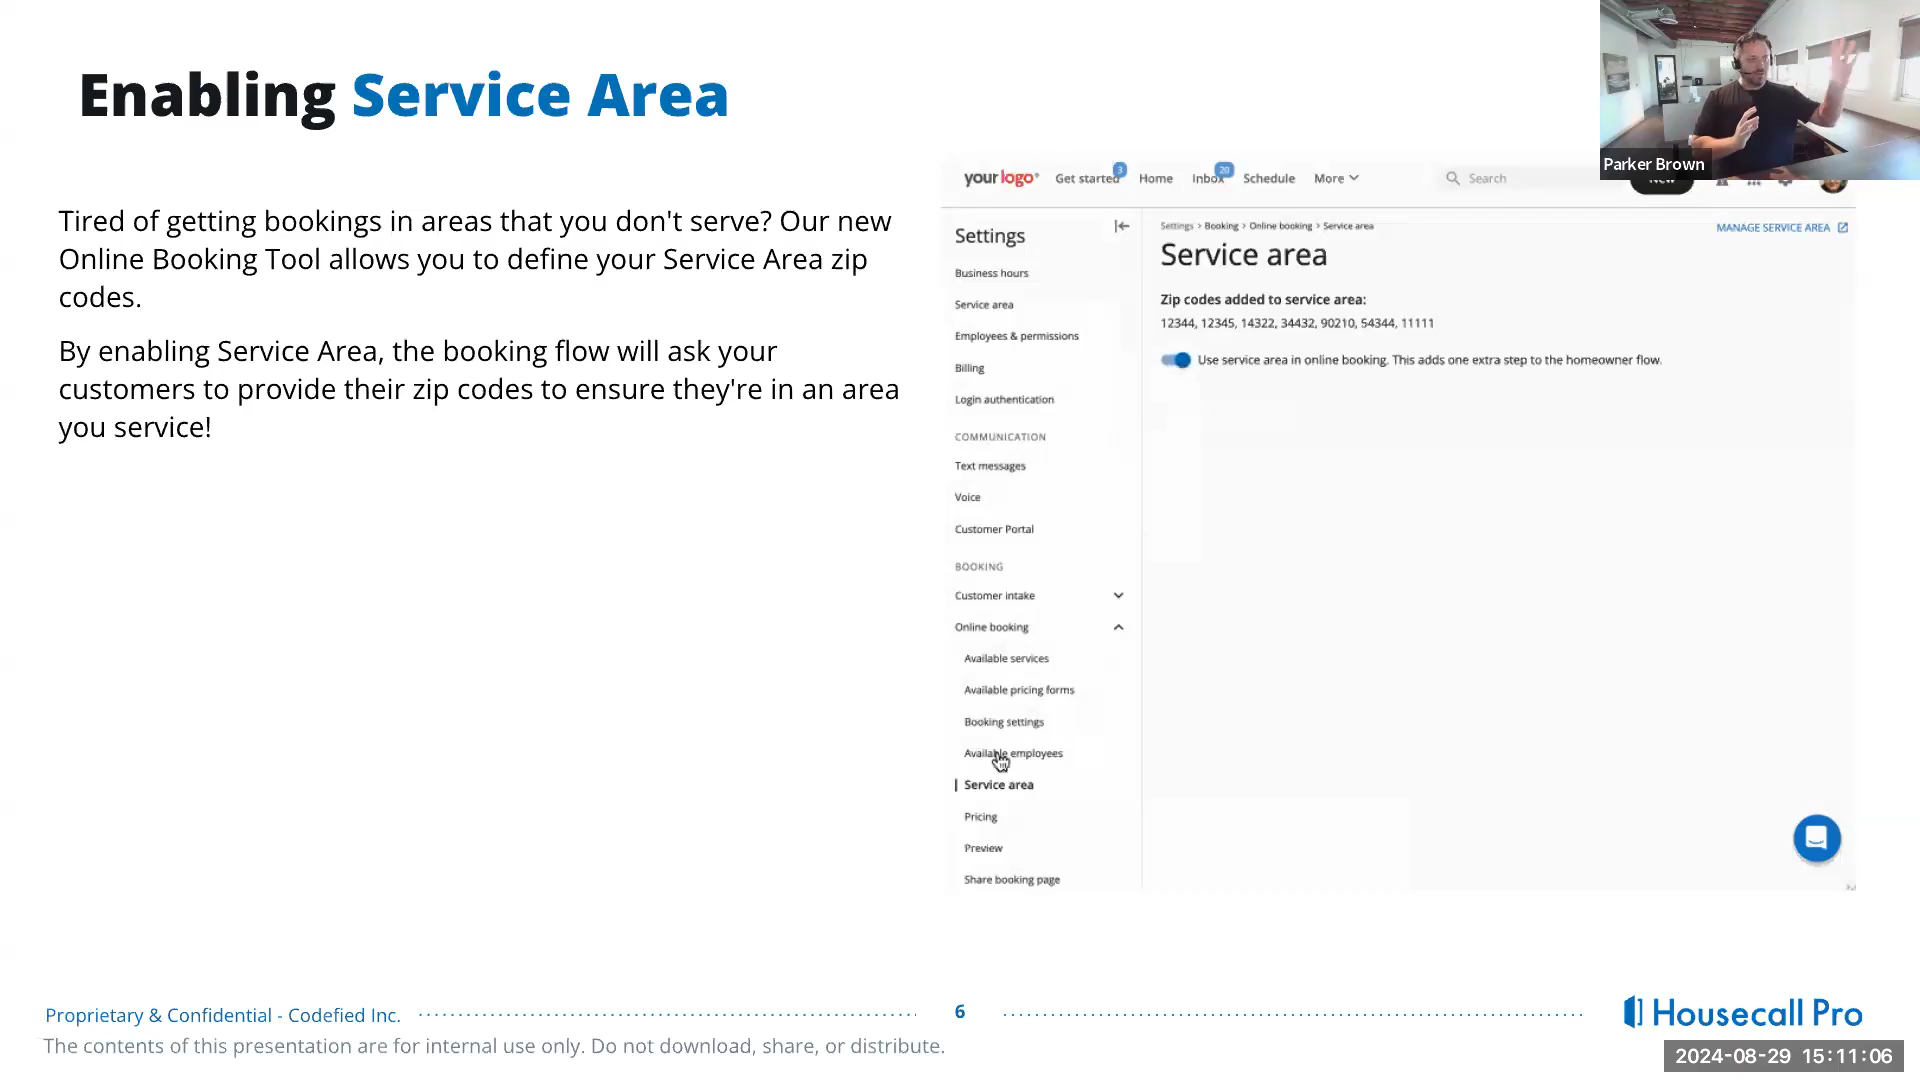 Enabling Service Area
Parker Brown
Tired of getting bookings in areas that you don't serve? Our new
Online Booking Tool allows you to define your Service Area zip
codes.
By enabling Service Area, the booking flow will ask your
customers to provide their zip codes to ensure they're in an area
you service!
yourlogo Get started 3 Home Inbox 20 Schedule More Search
Settings
Business hours
Service area
Employees & permissions
Billing
Login authentication
COMMUNICATION
Text messages
Voice
Customer Portal
BOOKING
Customer intake
Online booking
Available services
Available pricing forms
Booking settings
Available employees
Service area
Pricing
Preview
Share booking page
Settings > Booking > Online booking > Service area
MANAGE SERVICE AREA
Service area
Zip codes added to service area:
12344, 12345, 14322, 34432, 90210, 54344, 11111
Use service area in online booking. This adds one extra step to the homeowner flow.
Proprietary & Confidential - Codefied Inc.
6
Housecall Pro
The contents of this presentation are for internal use only. Do not download, share, or distribute.
2024-08-29 15:11:06